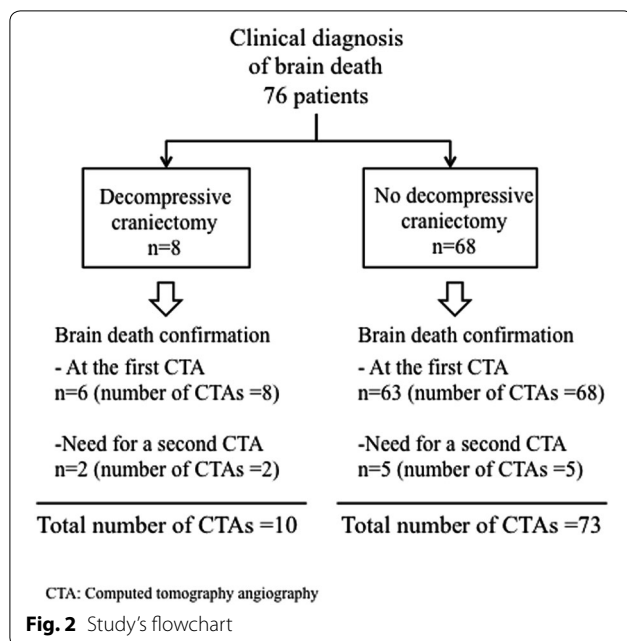 Clinical diagnosis
of brain death
76 patients
Decompressive
craniectomy
n=8
No decompressive
craniectomy
n=68
Brain death confirmation
- At the first CTA
n=6 (number of CTAs =8)
-Need for a second CTA
n=2 (number of CTAs =2)
Total number of CTAs =10
Brain death confirmation
- At the first CTA
n=63 (number of CTAs =68)
-Need for a second CTA
n=5 (number of CTAs =5)
Total number of CTAs =73
CTA: Computed tomography angiography
Fig. 2 Study's flowchart